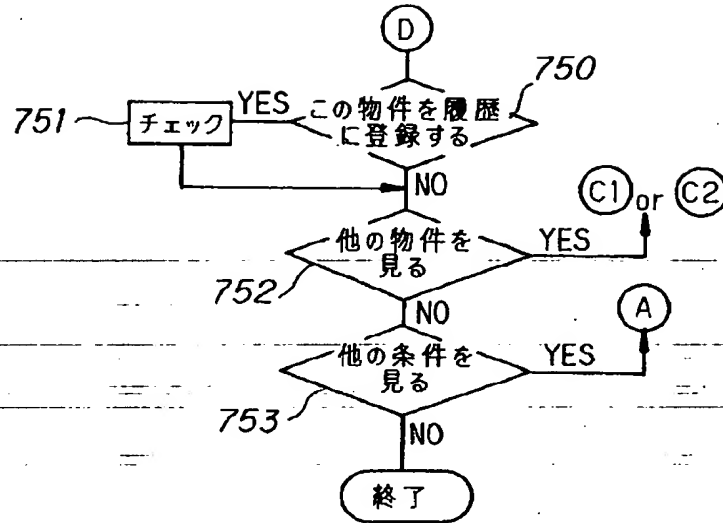 D
750
751
チェック
YES
この物件を履歴
に登録する
NO
C1 or C2
他の物件を
見る
YES
752
NO
A
他の条件を
見る
YES
753
NO
終了